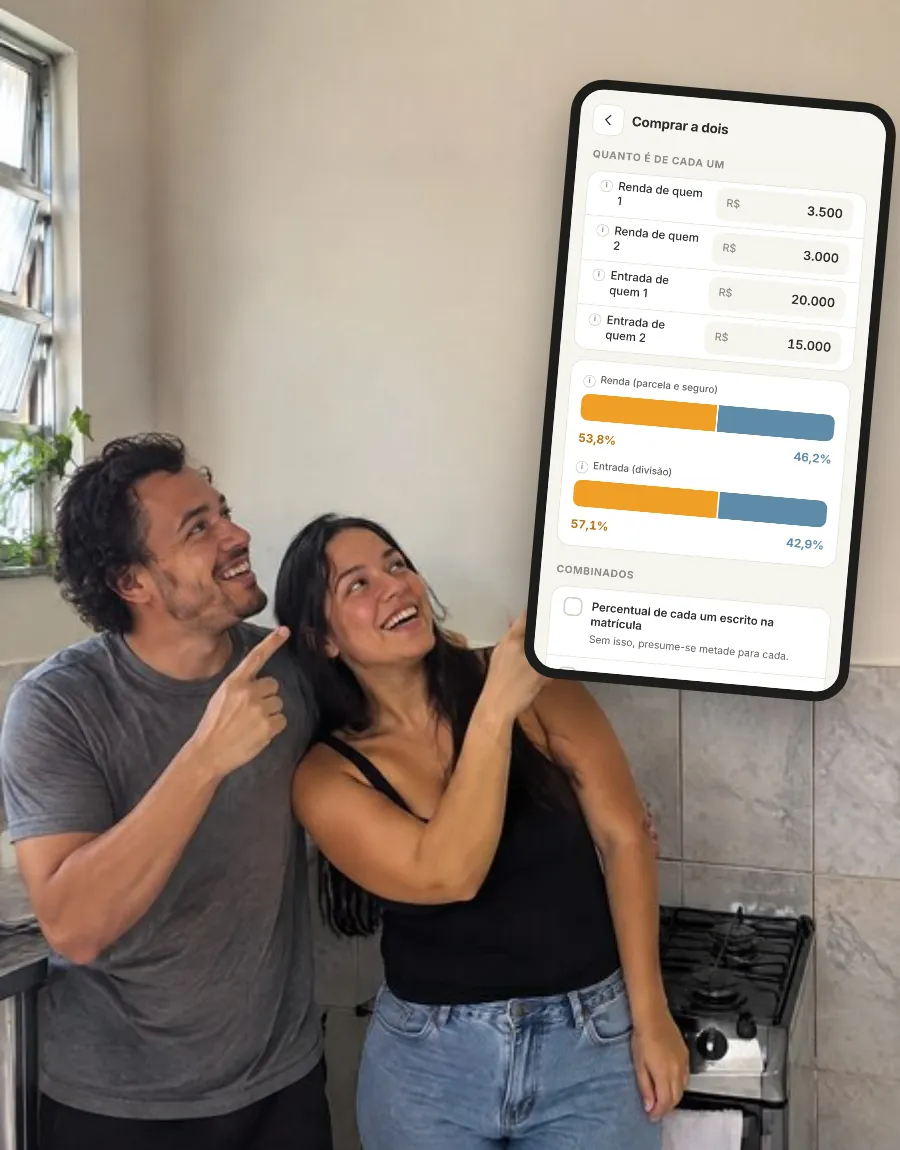 Comprar a dois
QUANTO É DE CADA UM
Renda de quem
1
R$ 3.500
Renda de quem
2
R$ 3.000
Entrada de
quem 1
R$ 20.000
Entrada de
quem 2
R$ 15.000
Renda (parcela e seguro)
53,8% 46,2%
Entrada (divisão)
57,1% 42,9%
COMBINADOS
Percentual de cada um escrito na
matrícula
Sem isso, presume-se metade para cada.